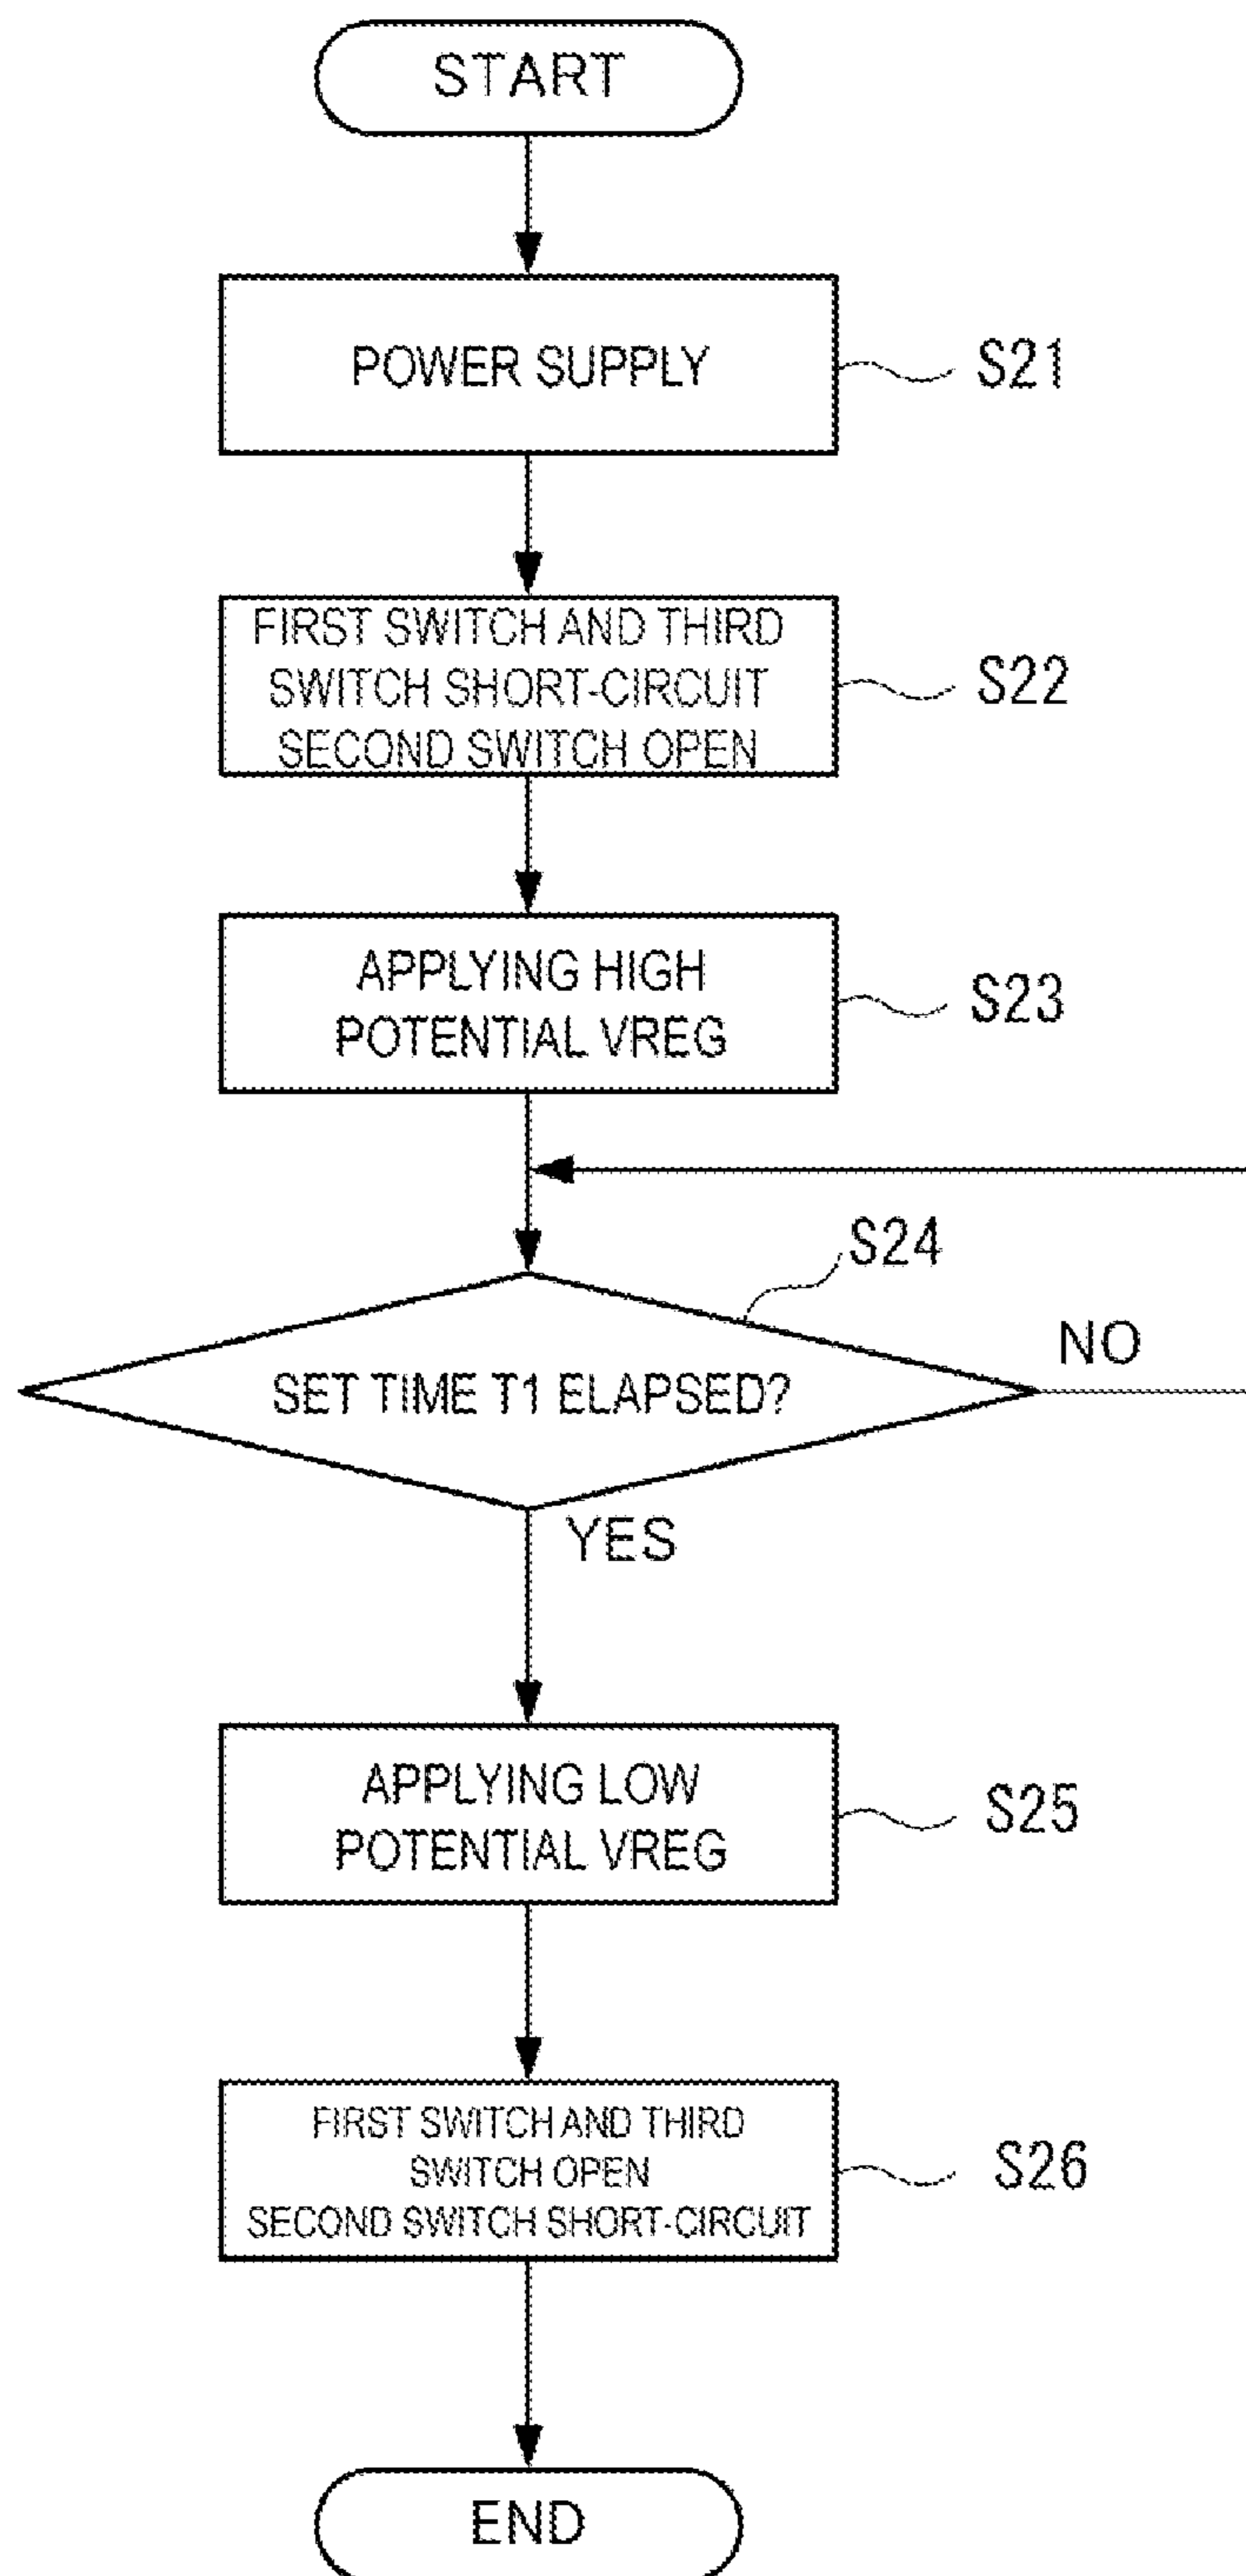 START
POWER SUPPLY
S21
FIRST SWITCH AND THIRD
SWITCH SHORT-CIRCUIT
SECOND SWITCH OPEN
S22
APPLYING HIGH
POTENTIAL VREG
S23
S24
SET TIME T1 ELAPSED?
NO
YES
APPLYING LOW
POTENTIAL VREG
S25
FIRST SWITCH AND THIRD
SWITCH OPEN
SECOND SWITCH SHORT-CIRCUIT
S26
END